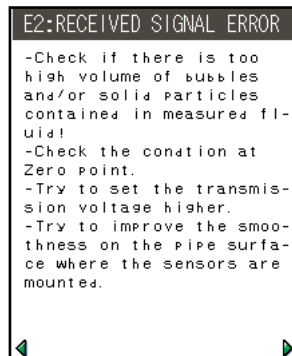 E2:RECEIVED SIGNAL ERROR
-Check if there is too
high volume of bubbles
and/or solid particles
contained in measured fl-
uid!
-Check the condtion at
Zero point.
-Try to set the transmis-
sion voltage higher.
-Try to improve the smoo-
thness on the pipe surfa-
ce where the sensors are
mounted.